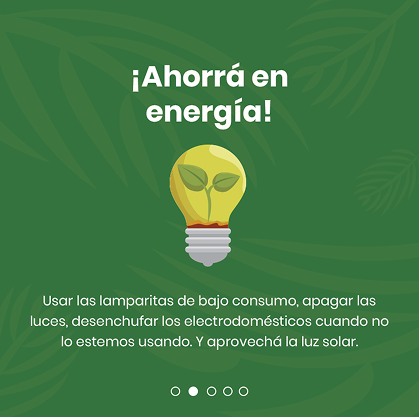 ¡Ahorrá en
energía!
Usar las lamparitas de bajo consumo, apagar las
luces, desenchufar los electrodomésticos cuando no
lo estemos usando. Y aprovechá la luz solar.